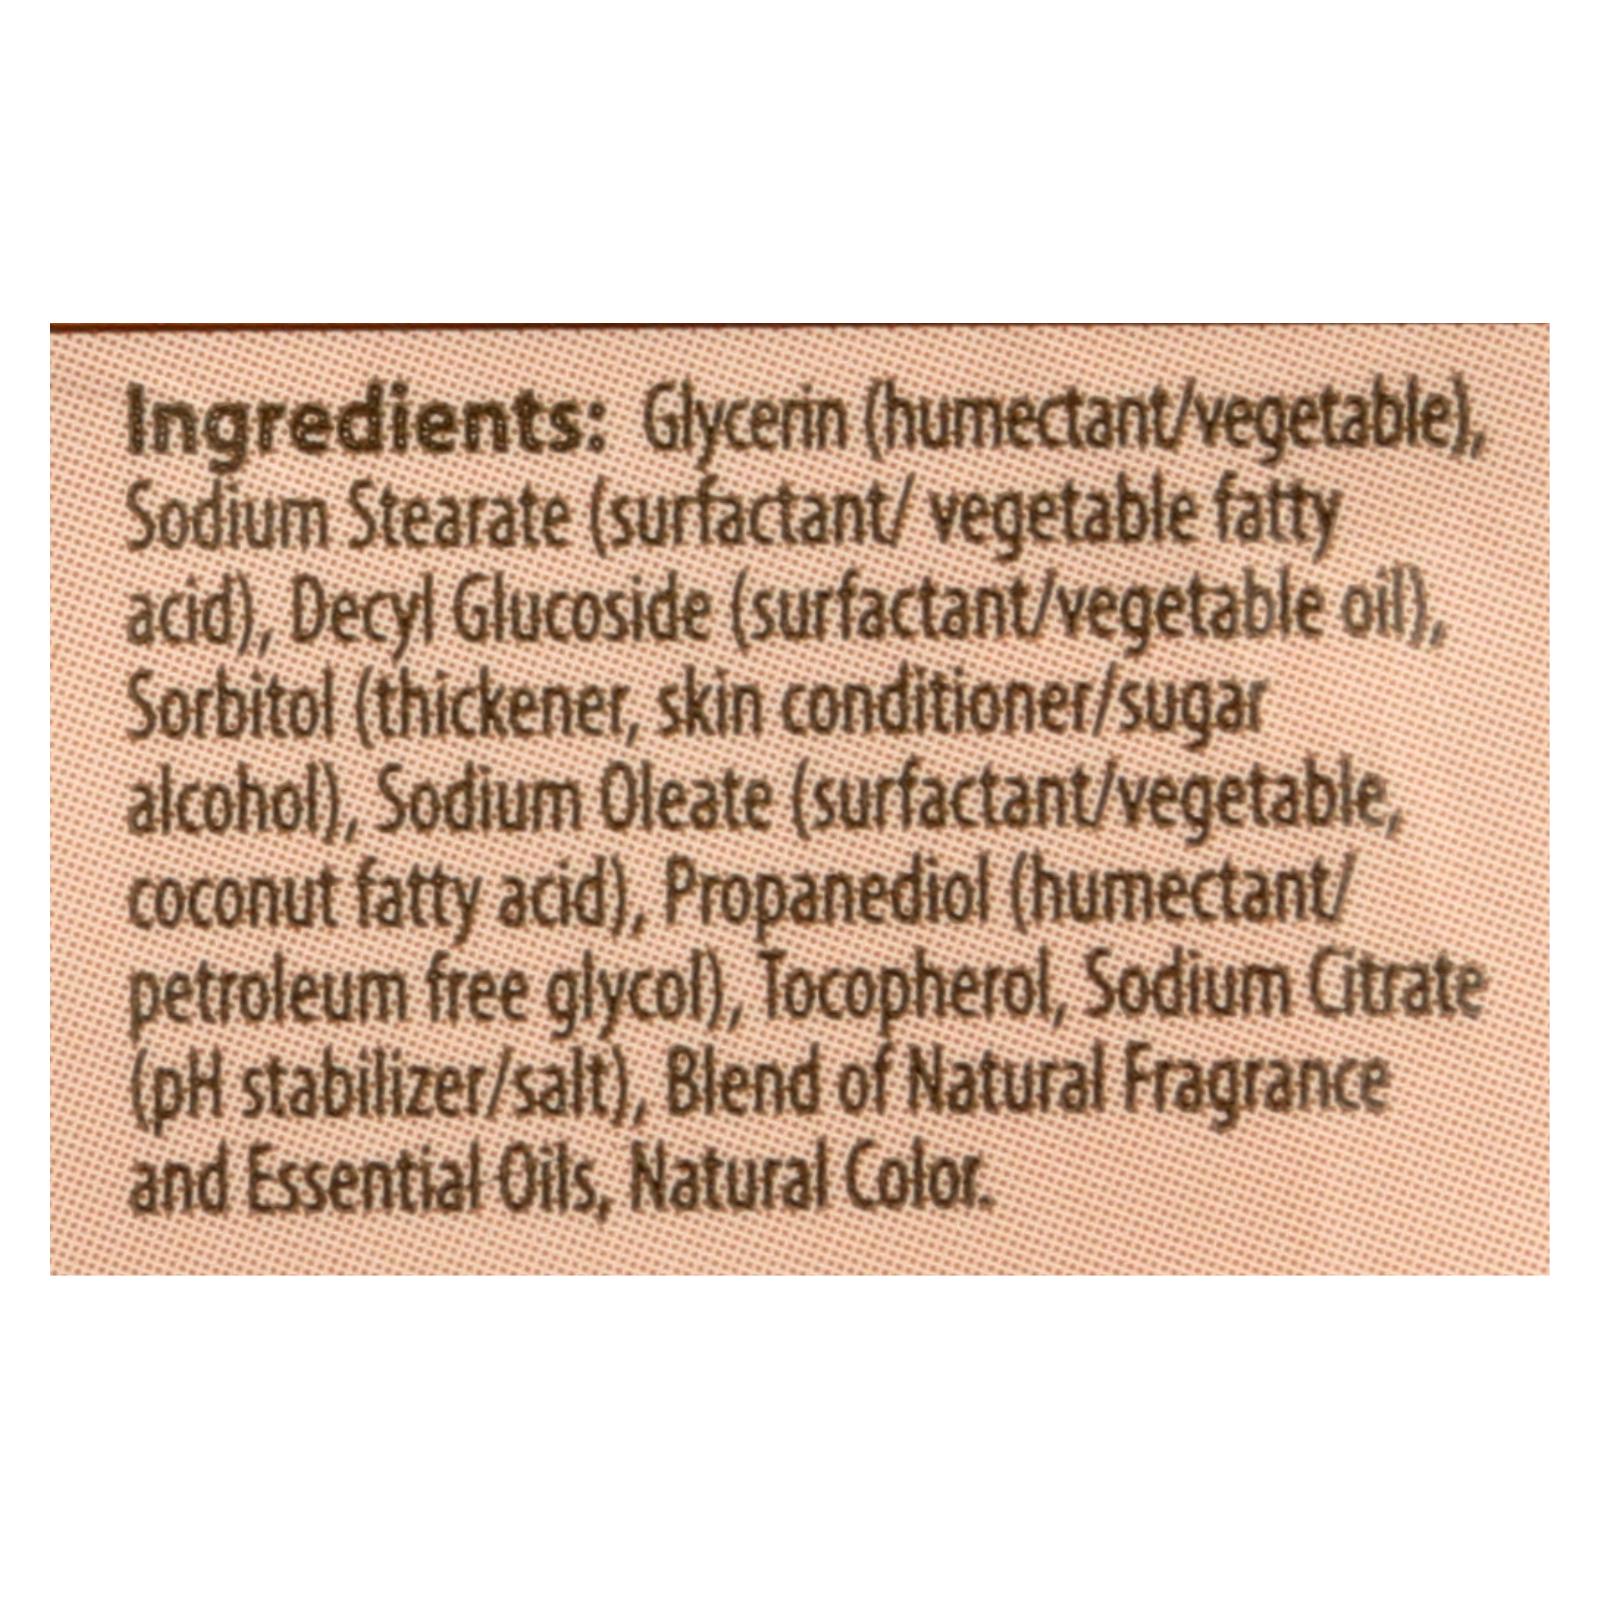 Ingredients: Glycerin (humectant/vegetable),
Sodium Stearate (surfactant/ vegetable fatty
acid), Decyl Glucoside (surfactant/vegetable oil),
Sorbitol (thickener, skin conditioner/sugar
alcohol), Sodium Oleate (surfactant/vegetable,
coconut fatty acid), Propanediol (humectant/
petroleum free glycol), Tocopherol, Sodium Citrate
(pH stabilizer/salt), Blend of Natural Fragrance
and Essential Oils, Natural Color.